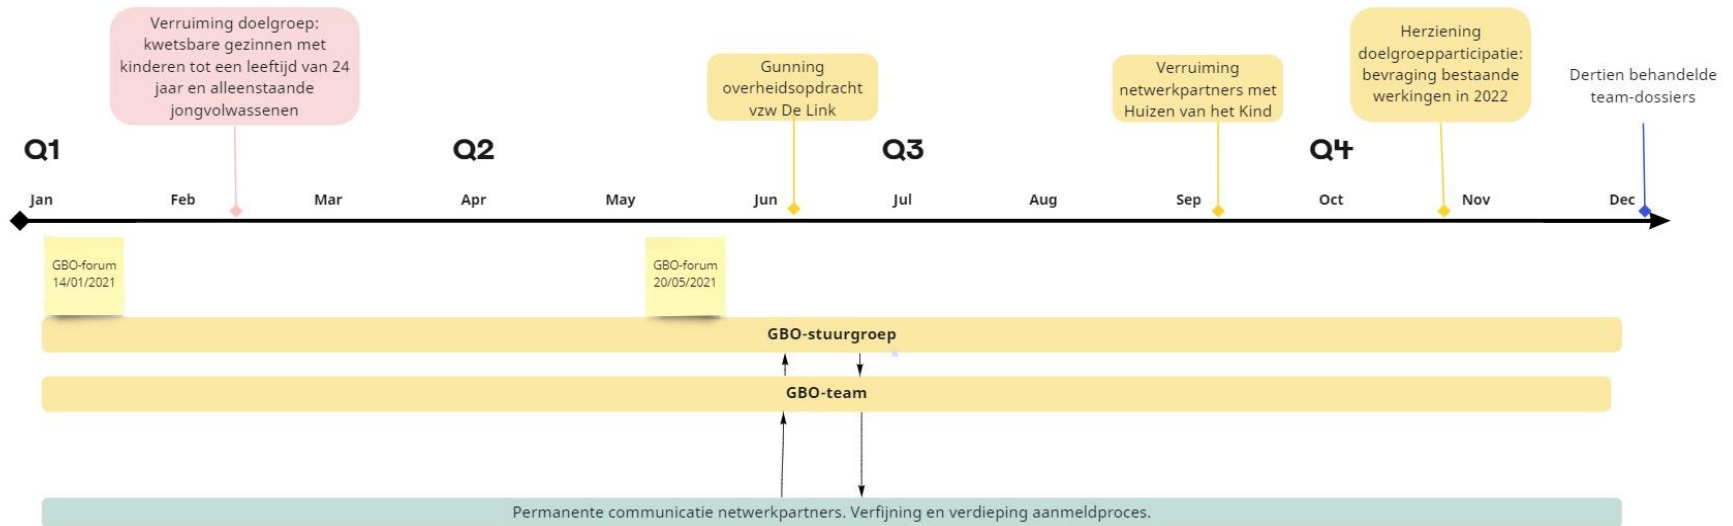 Verruiming doelgroep:
kwetsbare gezinnen met
kinderen tot een leeftijd van 24
jaar en alleenstaande
jongvolwassenen
Gunning
overheidsopdracht
vzw De Link
Verruiming
netwerkpartners met
Huizen van het Kind
Herziening
doelgroepparticipatie:
bevraging bestaande
werkingen in 2022
Dertien behandelde
team-dossiers
Q1 Q2 Q3 Q4
Jan Feb Mar Apr May Jun Jul Aug Sep Oct Nov Dec
GBO-forum
14/01/2021
GBO-forum
20/05/2021
GBO-stuurgroep
GBO-team
Permanente communicatie netwerkpartners. Verfijning en verdieping aanmeldproces.